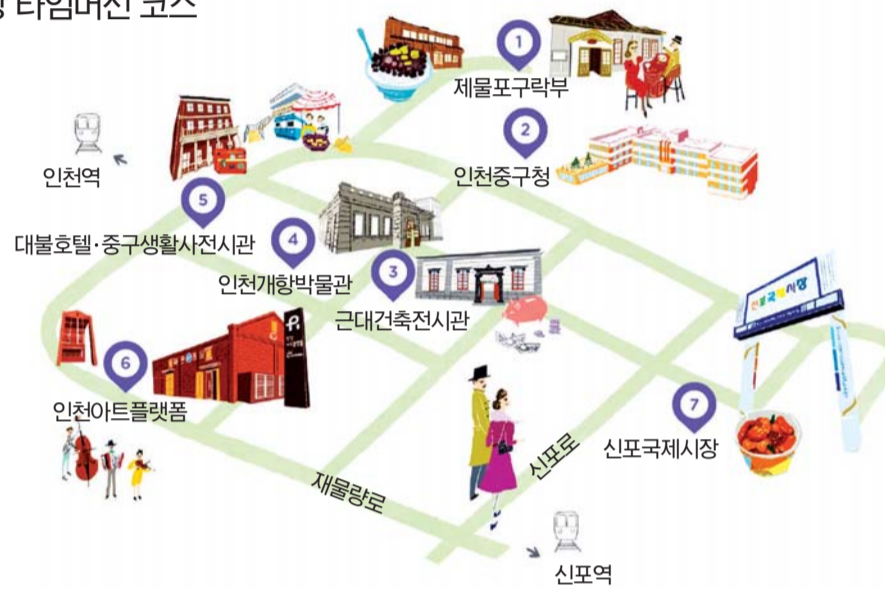 타임머신 코스
1
제물포구락부
2
인천중구청
인천역
5
대불호텔·중구생활사전시관
4
인천개항박물관
3
근대건축전시관
6
인천아트플랫폼
7
신포국제시장
신포로
재물량로
신포역